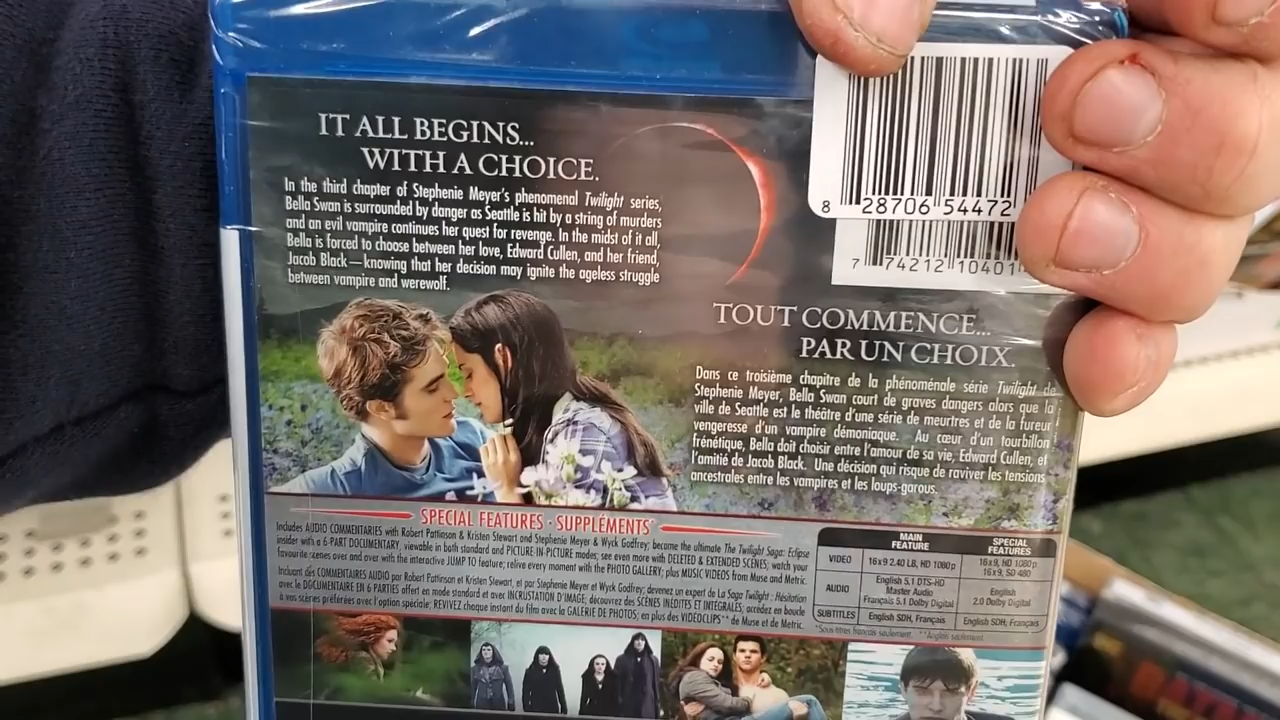 IT ALL BEGINS...
WITH A CHOICE.
In the third chapter of Stephenie Meyer's phenomenal Twilight series,
Bella Swan is surrounded by danger as Seattle is hit by a string of murders
and an evil vampire continues her quest for revenge. In the midst of it all,
Bella is forced to choose between her love, Edward Cullen, and her friend,
Jacob Black—knowing that her decision may ignite the ageless struggle
between vampire and werewolf.
8 28706 54472
7 74212 10401
TOUT COMMENCE...
PAR UN CHOIX.
Dans ce troisième chapitre de la phénoménale série Twilight de
Stephenie Meyer, Bella Swan court de graves dangers alors que la
ville de Seattle est le théâtre d'une série de meurtres et de la fureur
vengeresse d'un vampire démoniaque. Au cœur d'un tourbillon
frénétique, Bella doit choisir entre l'amour de sa vie, Edward Cullen, et
l'amitié de Jacob Black. Une décision qui risque de raviver les tensions
ancestrales entre les vampires et les loups-garous.
SPECIAL FEATURES · SUPPLÉMENTS*
Includes AUDIO COMMENTARIES with Robert Pattinson & Kristen Stewart and Stephenie Meyer & Wyck Godfrey; become the ultimate The Twilight Saga: Eclipse
insider with a 6-PART DOCUMENTARY, viewable in both standard and PICTURE-IN-PICTURE modes; see even more with DELETED & EXTENDED SCENES; watch your
favourite scenes over and over with the interactive JUMP TO feature; relive every moment with the PHOTO GALLERY; plus MUSIC VIDEOS from Muse and Metric.
Incluant des COMMENTAIRES AUDIO par Robert Pattinson et Kristen Stewart, et par Stephenie Meyer et Wyck Godfrey; devenez un expert de La Saga Twilight : Hésitation
avec le DOCUMENTAIRE EN 6 PARTIES offert en mode standard et avec INCRUSTATION D'IMAGE; découvrez des SCÈNES INÉDITES ET INTÉGRALES; accédez en boucle
à vos scènes préférées avec l'option spéciale; REVIVEZ chaque instant du film avec la GALERIE DE PHOTOS; en plus des VIDÉOCLIPS** de Muse et de Metric.
MAIN FEATURE SPECIAL FEATURES
VIDEO 16x9 2.40 LB, HD 1080p 16x9, HD 1080p
16x9, SD 480
AUDIO English 5.1 DTS-HD
Master Audio
Français 5.1 Dolby Digital
English
2.0 Dolby Digital
SUBTITLES English SDH, Français English SDH, Français
*Sous-titres français seulement. **Anglais seulement.